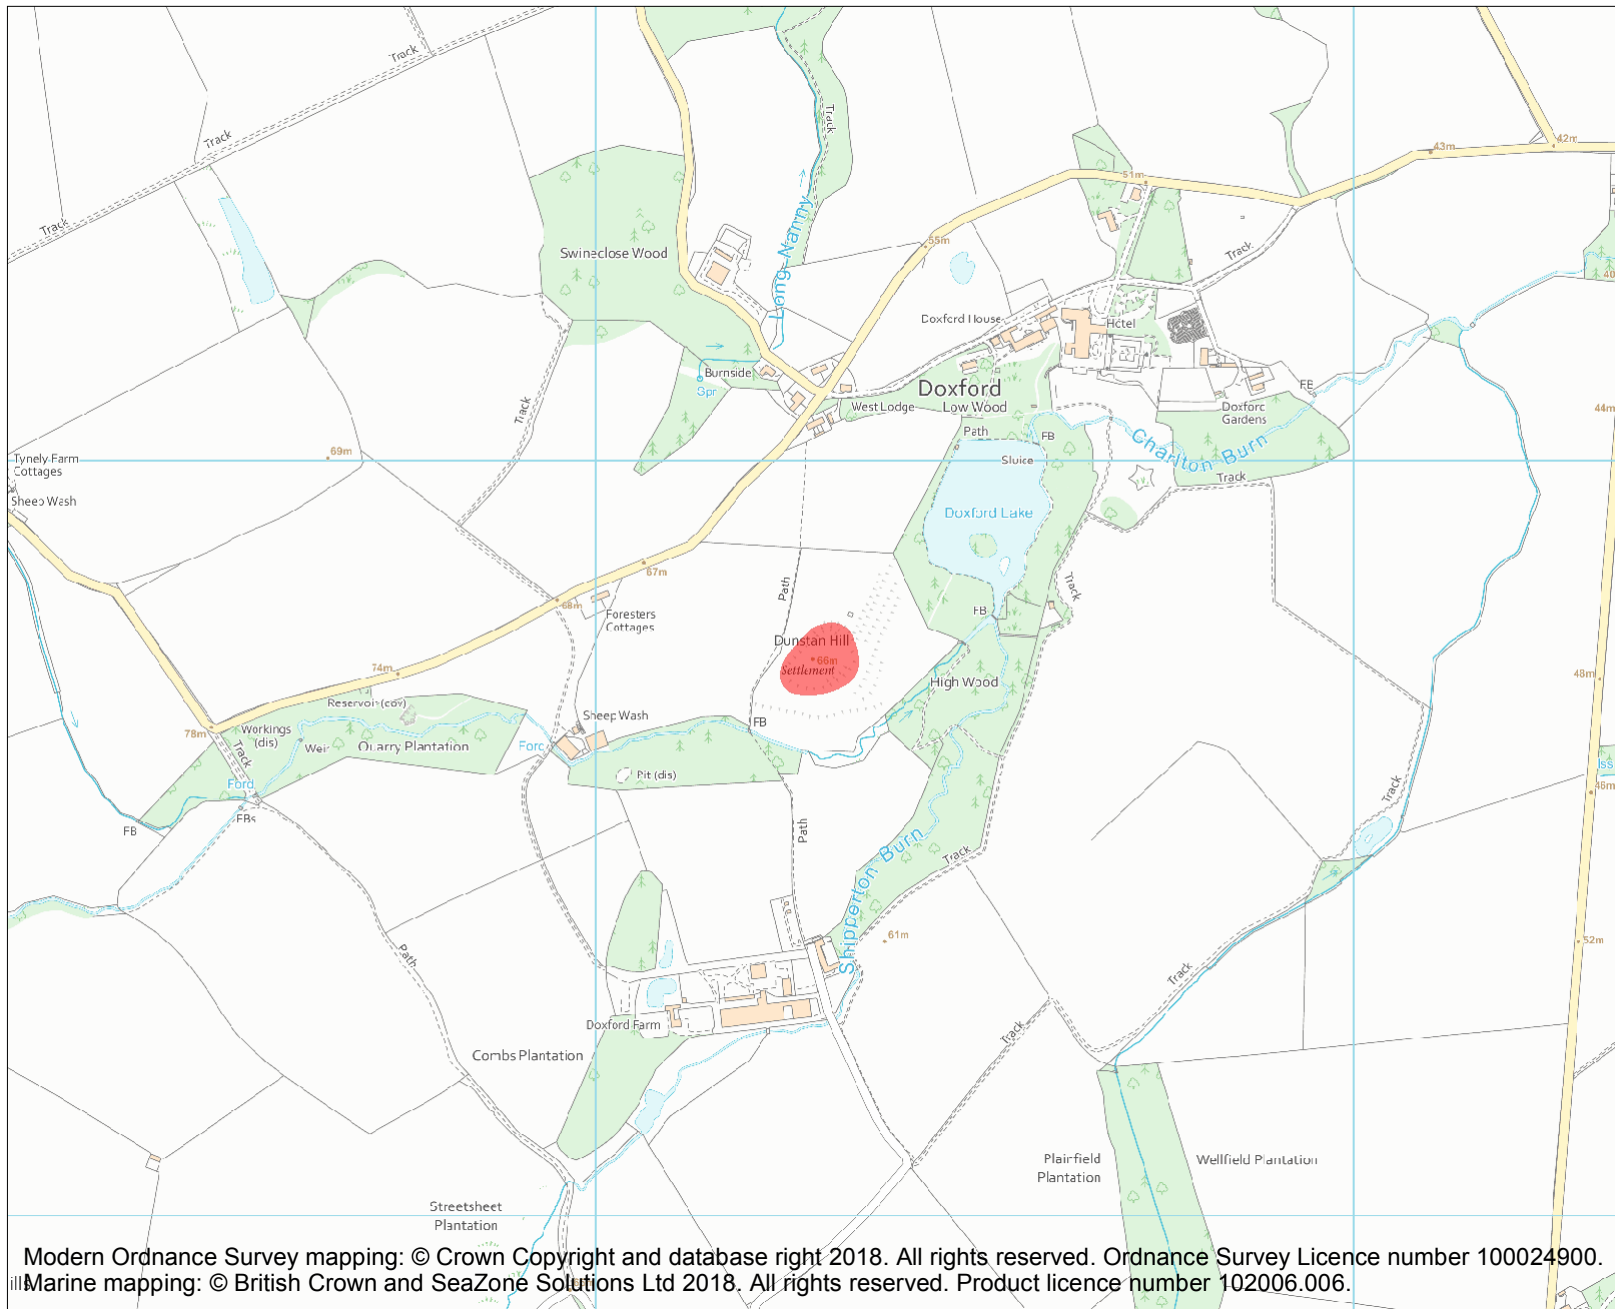 Track
Track
Track
Track
42m
43m
51m
55m
Swineclose Wood
Long Nanny
Track
Doxford House
Hotel
Burnside
Spr
Doxford
West Lodge
Low Wood
FB
Doxford
Gardens
44m
Path
FB
Charlton Burn
Track
69m
Sluice
Track
Tynely Farm
Cottages
Sheep Wash
Doxford Lake
67m
68m
Path
Track
Foresters
Cottages
FB
Dunstan Hill
66m
Settlement
74m
High Wood
48m
Reservoir (cov)
Sheep Wash
FB
78m
Workings
(dis)
Weir
Quarry Plantation
Ford
Track
Pit (dis)
Ford
FBs
FB
Iss
46m
Track
Path
Shipperton Burn
Track
61m
52m
Path
Track
Track
Doxford Farm
Combs Plantation
Plainfield
Plantation
Wellfield Plantation
Streetsheet
Plantation
Modern Ordnance Survey mapping: © Crown Copyright and database right 2018. All rights reserved. Ordnance Survey Licence number 100024900.
Marine mapping: © British Crown and SeaZone Solutions Ltd 2018. All rights reserved. Product licence number 102006.006.